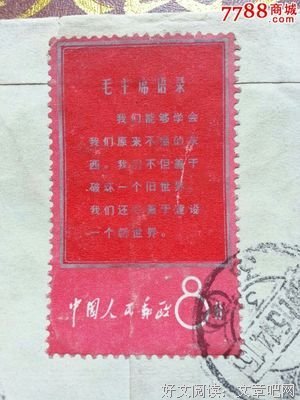 7788商城
.com
毛主席语录
我们能够学会
我们原来不懂的东
西。我们不但善于
破坏一个旧世界，
我们还将善于建设
一个新世界。
中国人民邮政8分
好文阅读：文章吧网